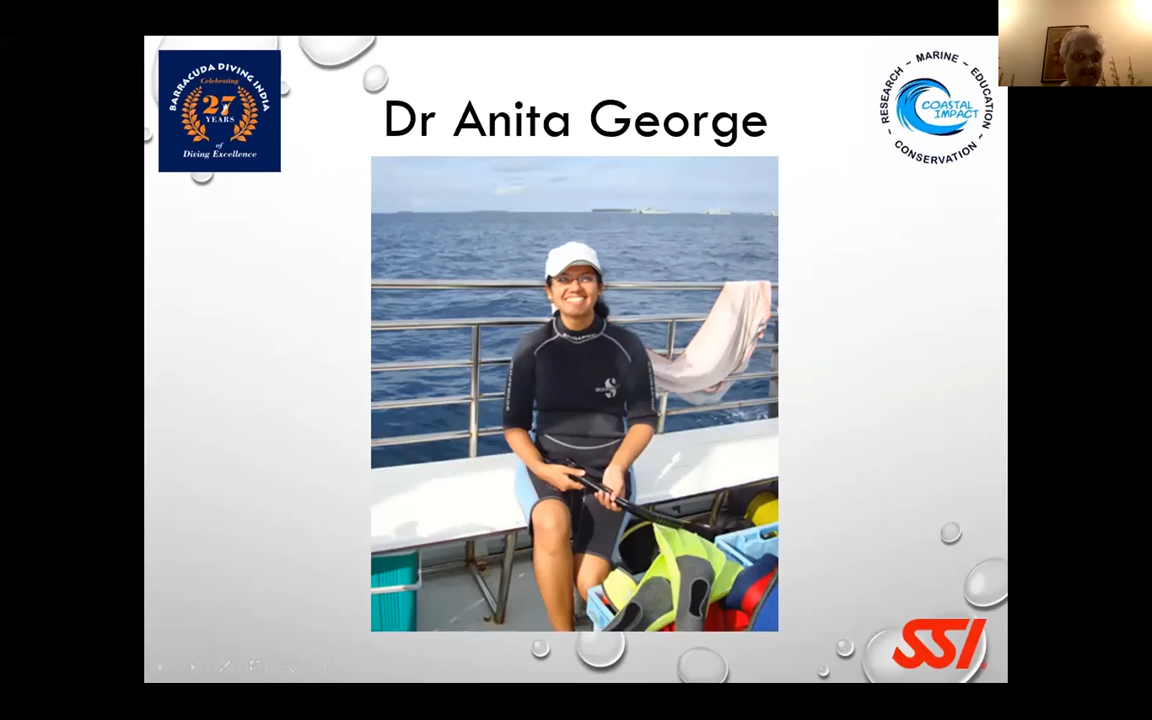 BARRACUDA DIVING INDIA
Celebrating
27
YEARS
of
Diving Excellence
Dr Anita George
RESEARCH ~ MARINE ~ EDUCATION ~ CONSERVATION ~
COASTAL
IMPACT
SSI